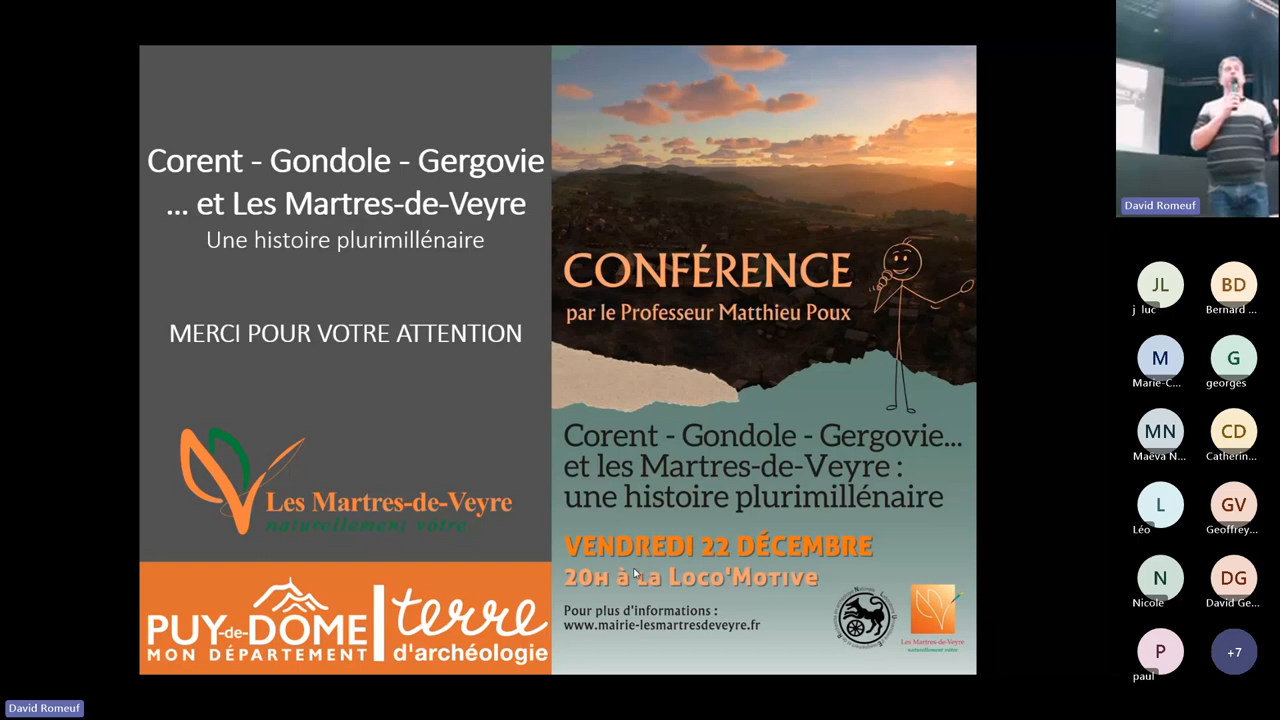 Corent - Gondole - Gergovie
... et Les Martres-de-Veyre
Une histoire plurimillénaire
MERCI POUR VOTRE ATTENTION
Les Martres-de-Veyre
naturellement vôtre
PUY-de-DÔME
MON DÉPARTEMENT
terre
d'archéologie
CONFÉRENCE
par le Professeur Matthieu Poux
Corent - Gondole - Gergovie...
et les Martres-de-Veyre :
une histoire plurimillénaire
VENDREDI 22 DÉCEMBRE
20H à La Loco'Motive
Pour plus d'informations :
www.mairie-lesmartresdeveyre.fr
Les Martres-de-Veyre
naturellement vôtre
David Romeuf
JL
j luc
BD
Bernard ...
M
Marie-C...
G
georges
MN
Maëva N...
CD
Catherin...
L
Léo
GV
Geoffrey...
N
Nicole
DG
David Ge...
P
paul
+7
David Romeuf